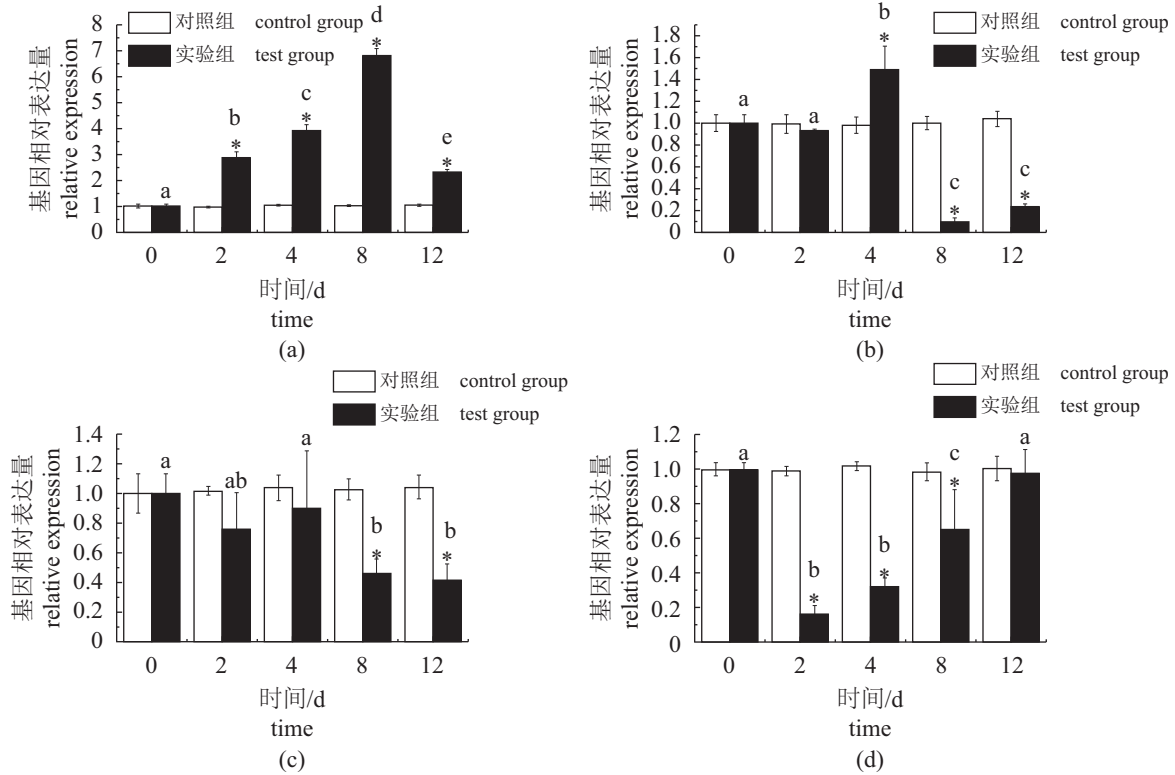 对照组 control group
实验组 test group
基因相对表达量
relative expression
8
7
6
5
4
3
2
1
0
a
b
*
c
*
d
*
e
*
0 2 4 8 12
时间/d
time
(a)
对照组 control group
实验组 test group
基因相对表达量
relative expression
1.8
1.6
1.4
1.2
1.0
0.8
0.6
0.4
0.2
0
a
a
b
*
c
*
c
*
0 2 4 8 12
时间/d
time
(b)
对照组 control group
实验组 test group
基因相对表达量
relative expression
1.4
1.2
1.0
0.8
0.6
0.4
0.2
0
a
ab
a
b
*
b
*
0 2 4 8 12
时间/d
time
(c)
对照组 control group
实验组 test group
基因相对表达量
relative expression
1.2
1.0
0.8
0.6
0.4
0.2
0
a
b
*
b
*
c
*
a
0 2 4 8 12
时间/d
time
(d)